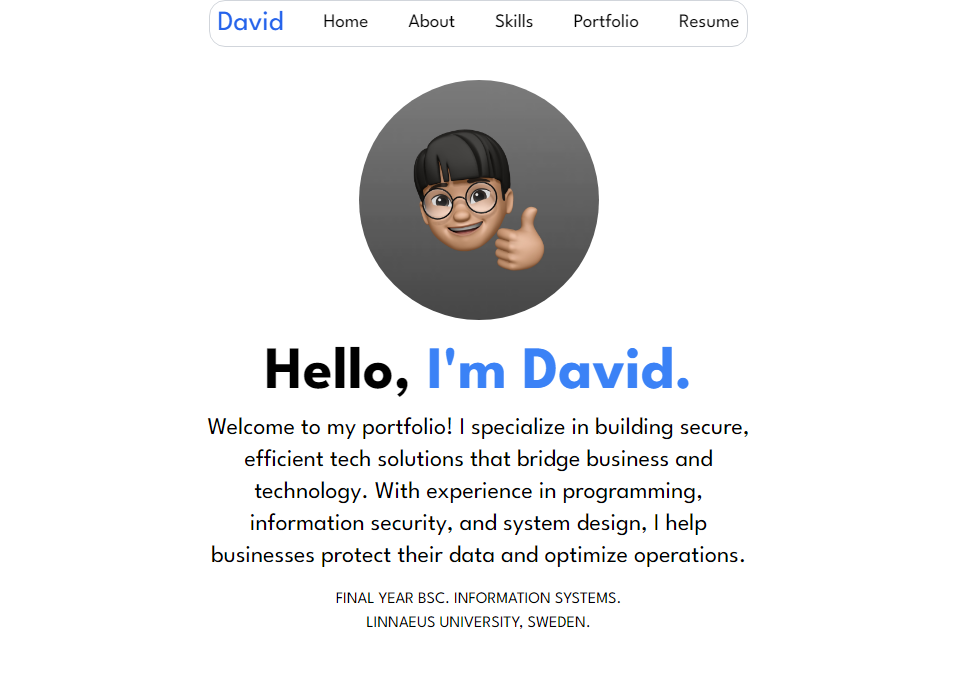 David Home About Skills Portfolio Resume
Hello, I'm David.
Welcome to my portfolio! I specialize in building secure,
efficient tech solutions that bridge business and
technology. With experience in programming,
information security, and system design, I help
businesses protect their data and optimize operations.
FINAL YEAR BSC. INFORMATION SYSTEMS.
LINNAEUS UNIVERSITY, SWEDEN.